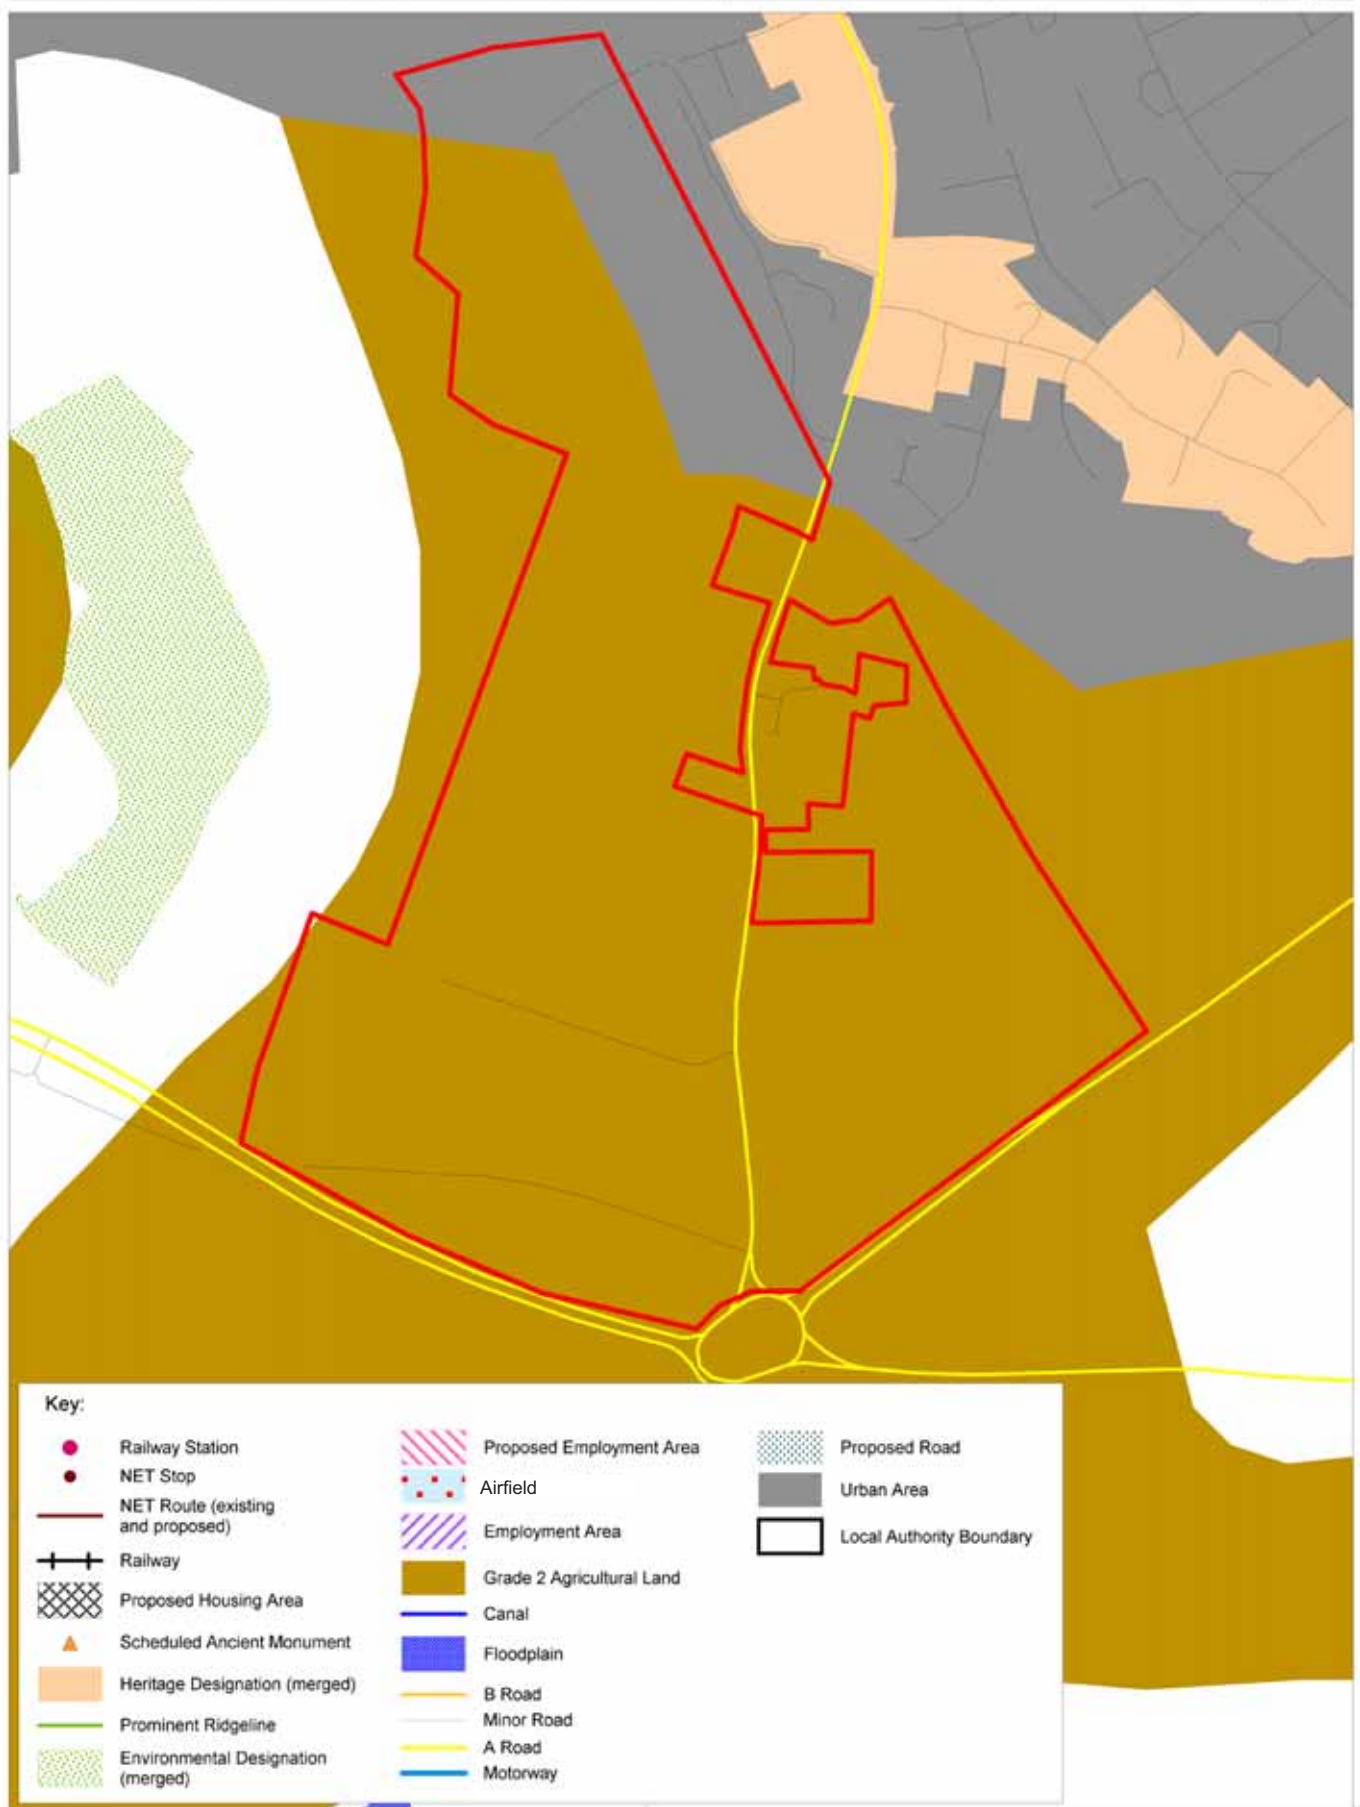 Key:
Railway Station
NET Stop
NET Route (existing
and proposed)
Railway
Proposed Housing Area
Scheduled Ancient Monument
Heritage Designation (merged)
Prominent Ridgeline
Environmental Designation
(merged)
Proposed Employment Area
Airfield
Employment Area
Grade 2 Agricultural Land
Canal
Floodplain
B Road
Minor Road
A Road
Motorway
Proposed Road
Urban Area
Local Authority Boundary